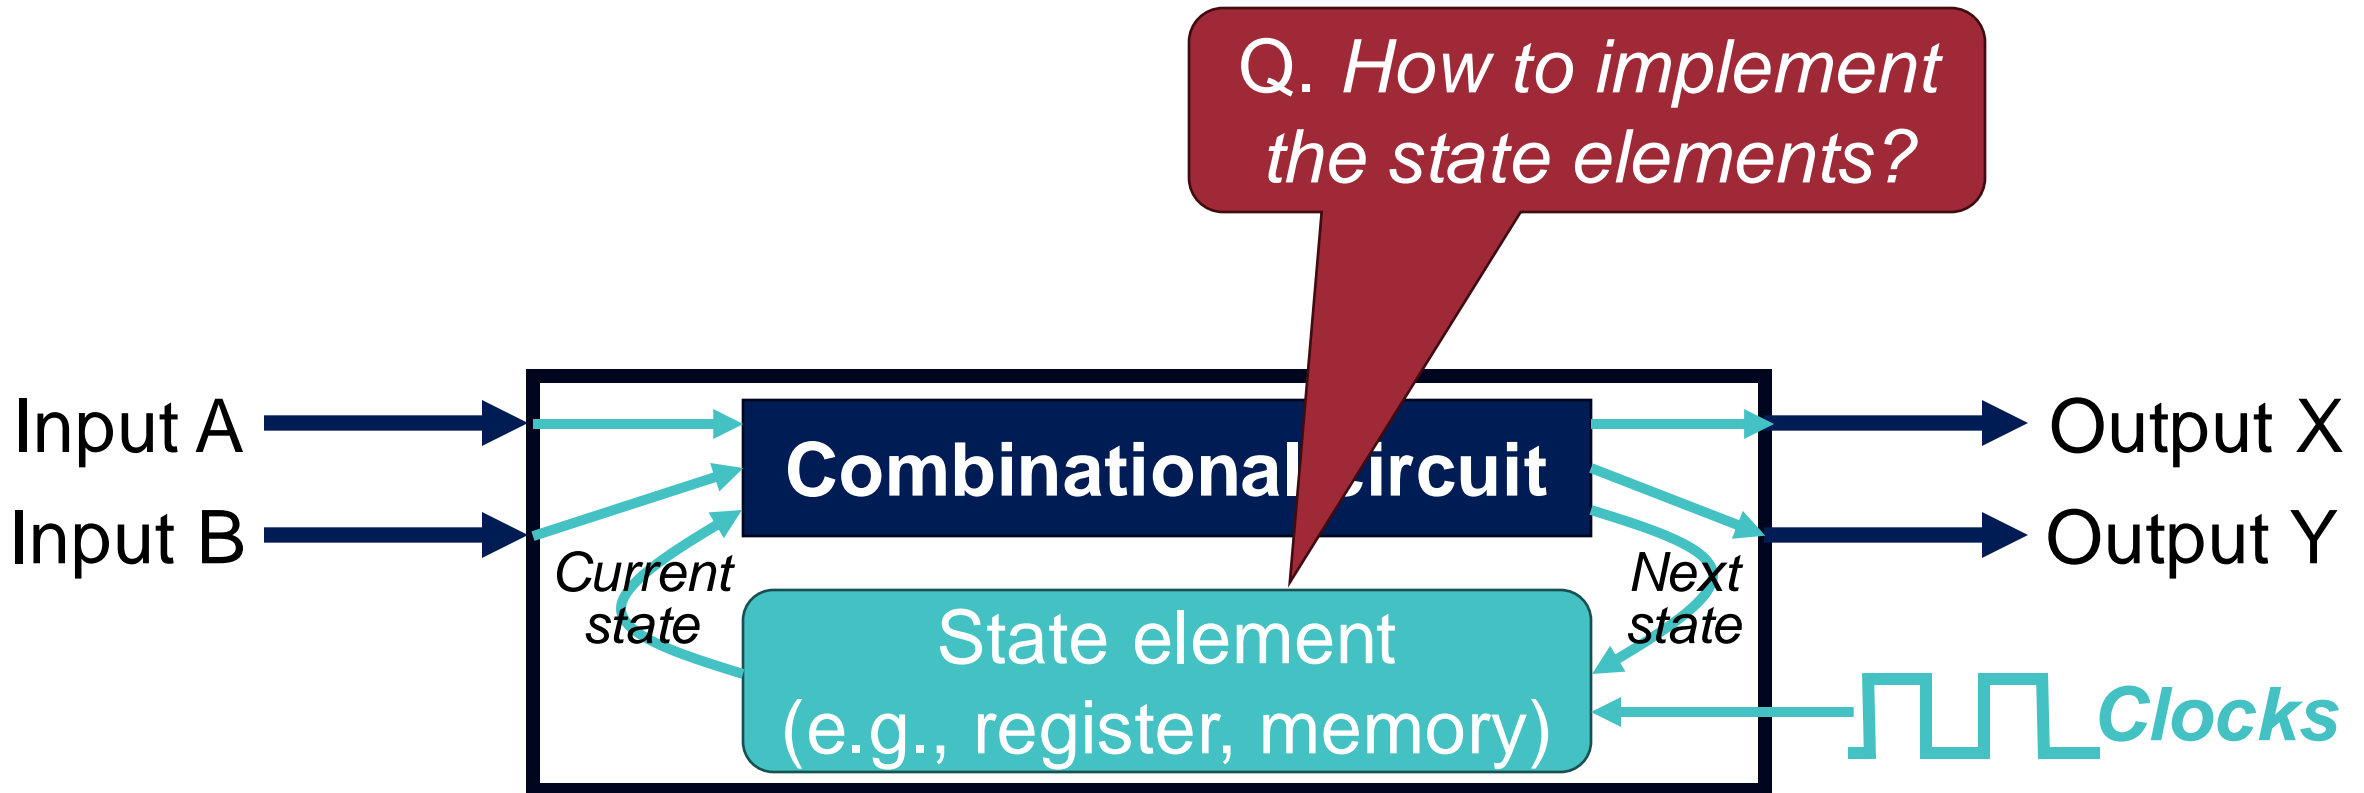 Q. How to implement
the state elements?
Input A
Combinational Circuit
Output X
Input B
Output Y
Current
state
Next
state
State element
(e.g., register, memory)
Clocks